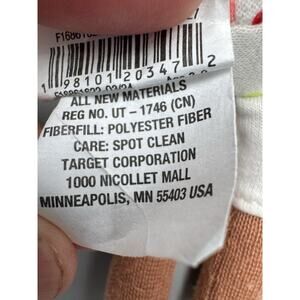 1 98101 20347 2
ALL NEW MATERIALS
REG NO. UT - 1746 (CN)
FIBERFILL: POLYESTER FIBER
CARE: SPOT CLEAN
TARGET CORPORATION
1000 NICOLLET MALL
MINNEAPOLIS, MN 55403 USA